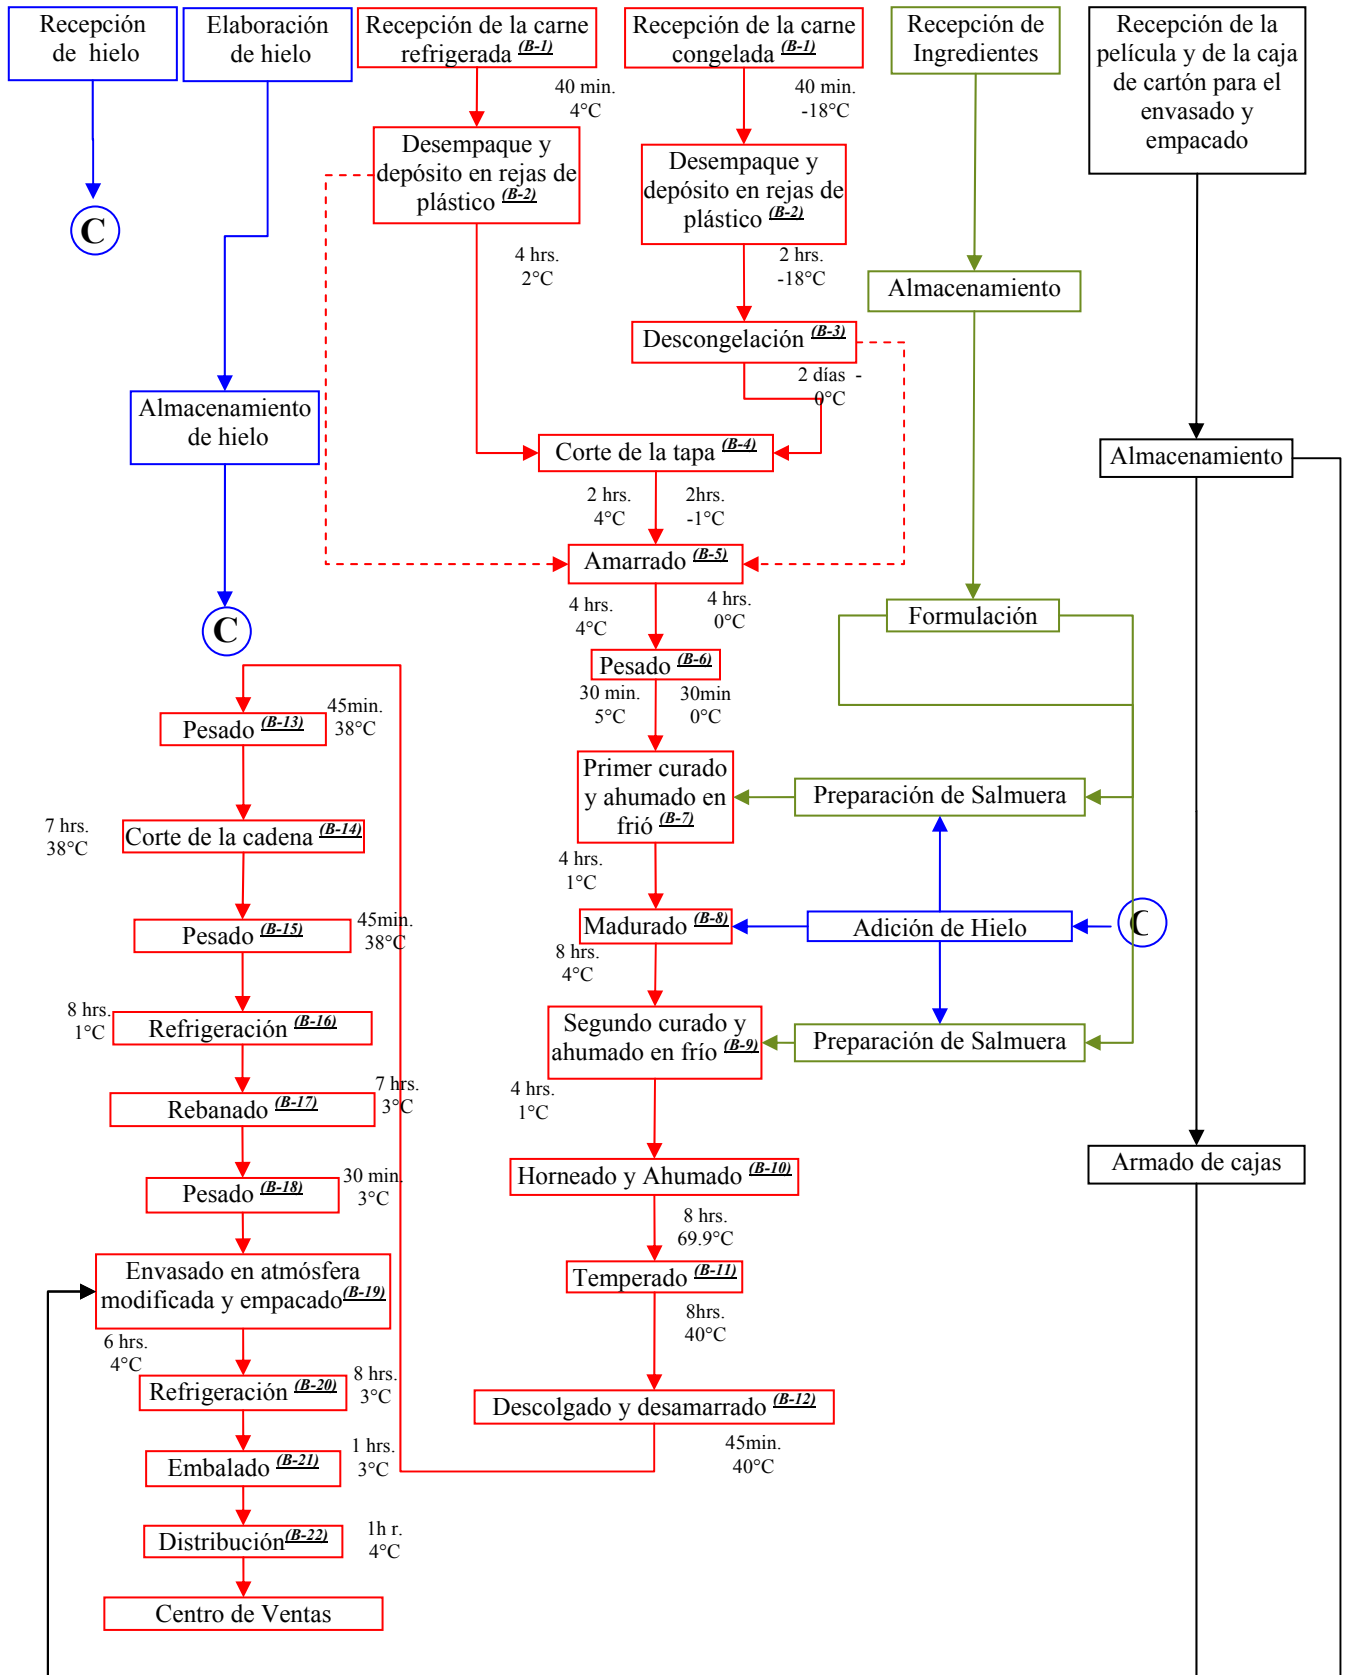 Recepción
de hielo
Elaboración
de hielo
Recepción de la carne
refrigerada (B-1)
Recepción de la carne
congelada (B-1)
Recepción de
Ingredientes
Recepción de la
película y de la caja
de cartón para el
envasado y
empacado
40 min.
4°C
40 min.
-18°C
Desempaque y
depósito en rejas de
plástico (B-2)
Desempaque y
depósito en rejas de
plástico (B-2)
C
4 hrs.
2°C
2 hrs.
-18°C
Almacenamiento
Descongelación (B-3)
2 días -
0°C
Almacenamiento
de hielo
Corte de la tapa (B-4)
Almacenamiento
2 hrs.
4°C
2hrs.
-1°C
Amarrado (B-5)
4 hrs.
4°C
4 hrs.
0°C
Formulación
C
Pesado (B-6)
30 min.
5°C
30min
0°C
Pesado (B-13)
45min.
38°C
Primer curado
y ahumado en
frió (B-7)
Preparación de Salmuera
7 hrs.
38°C
Corte de la cadena (B-14)
4 hrs.
1°C
Pesado (B-15)
45min.
38°C
Madurado (B-8)
Adición de Hielo
C
8 hrs.
4°C
8 hrs.
1°C
Refrigeración (B-16)
Segundo curado y
ahumado en frío (B-9)
Preparación de Salmuera
7 hrs.
3°C
Rebanado (B-17)
4 hrs.
1°C
Pesado (B-18)
30 min.
3°C
Horneado y Ahumado (B-10)
Armado de cajas
8 hrs.
69.9°C
Envasado en atmósfera
modificada y empacado(B-19)
Temperado (B-11)
8hrs.
40°C
6 hrs.
4°C
Refrigeración (B-20)
8 hrs.
3°C
Descolgado y desamarrado (B-12)
45min.
40°C
Embalado (B-21)
1 hrs.
3°C
Distribución(B-22)
1h r.
4°C
Centro de Ventas